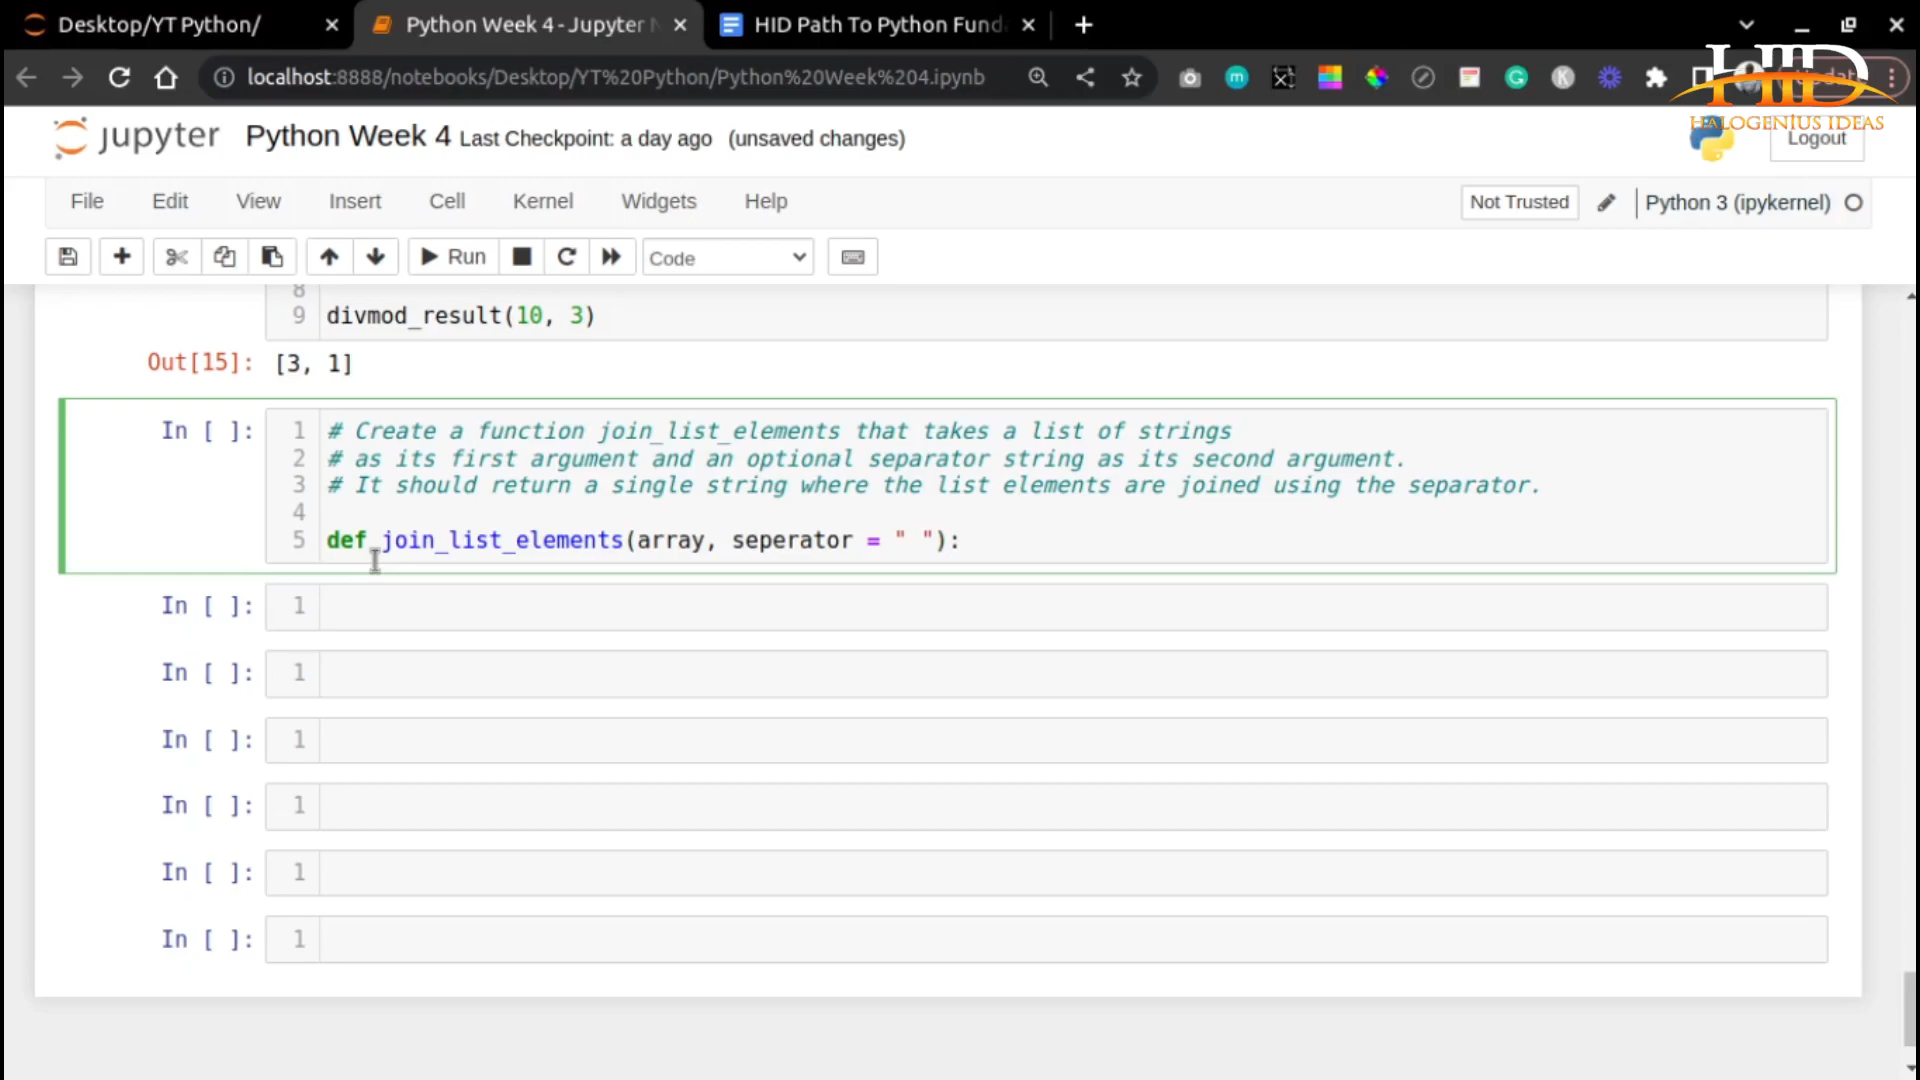 Desktop/YT Python/
Python Week 4 - Jupyter N
HID Path To Python Fund
localhost:8888/notebooks/Desktop/YT%20Python/Python%20Week%204.ipynb
HID
HALOGENIUS IDEAS
jupyter Python Week 4 Last Checkpoint: a day ago (unsaved changes)
Logout
File Edit View Insert Cell Kernel Widgets Help
Not Trusted Python 3 (ipykernel)
Run Code
8
9 divmod_result(10, 3)
Out[15]: [3, 1]
In [ ]: 1 # Create a function join_list_elements that takes a list of strings
2 # as its first argument and an optional separator string as its second argument.
3 # It should return a single string where the list elements are joined using the separator.
4
5 def join_list_elements(array, seperator = " "):
In [ ]: 1
In [ ]: 1
In [ ]: 1
In [ ]: 1
In [ ]: 1
In [ ]: 1